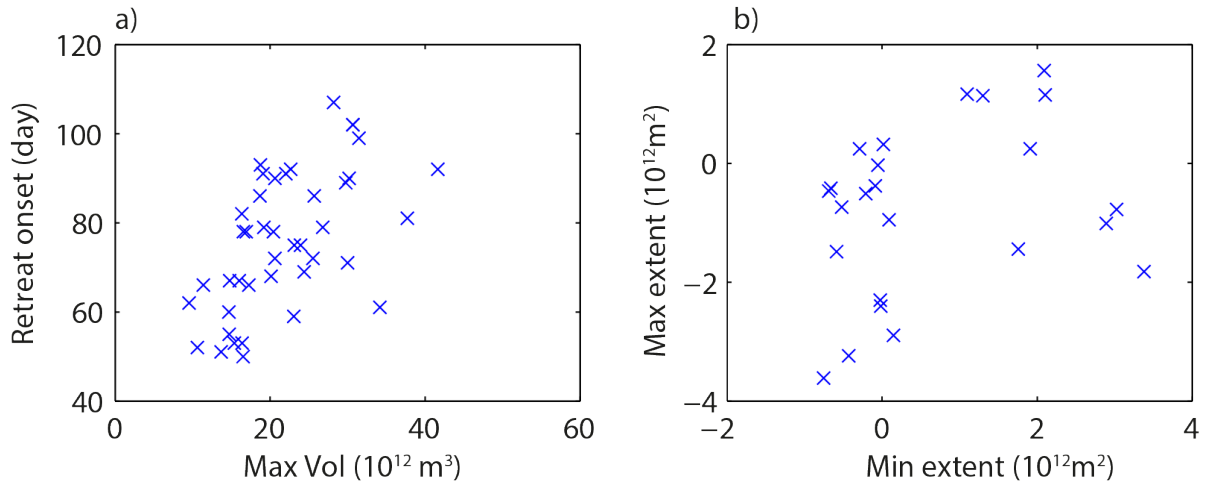 a)
120
100
80
60
40
Retreat onset (day)
0
20
40
60
Max Vol (10¹² m³)
b)
2
0
−2
−4
Max extent (10¹²m²)
−2
0
2
4
Min extent (10¹²m²)